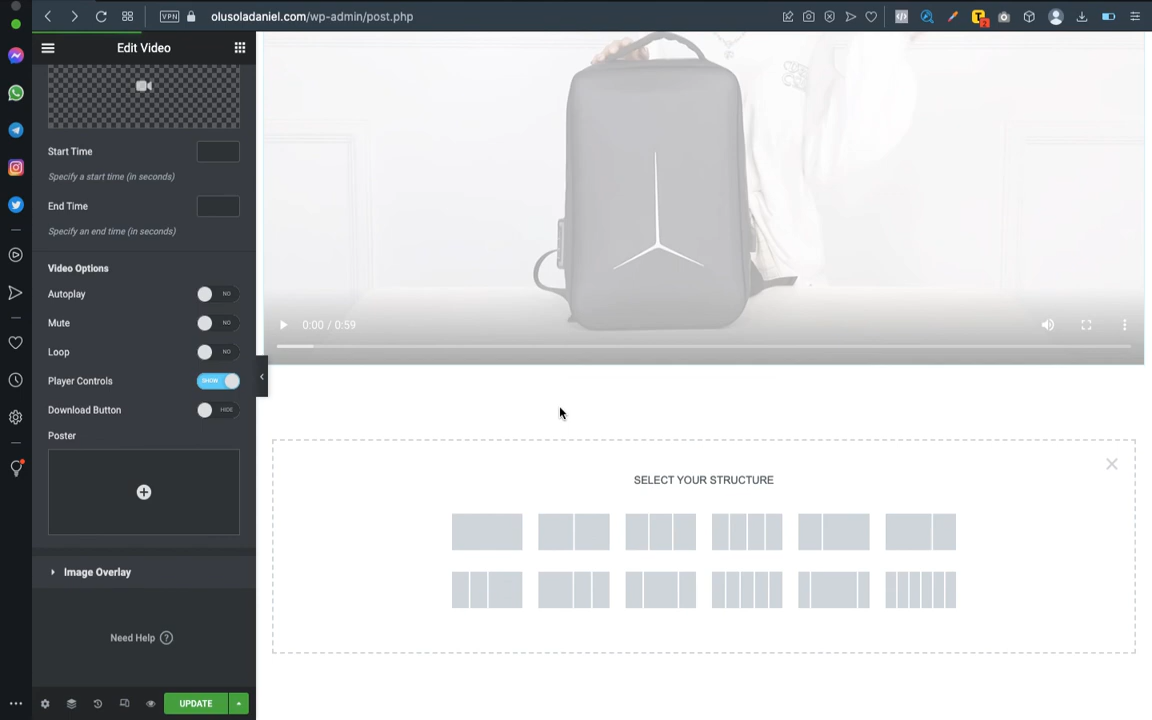 VPN
olusoladaniel.com/wp-admin/post.php
2
Edit Video
Start Time
Specify a start time (in seconds)
End Time
Specify an end time (in seconds)
Video Options
Autoplay
NO
Mute
NO
Loop
NO
Player Controls
SHOW
Download Button
HIDE
Poster
Image Overlay
Need Help ?
UPDATE
0:00 / 0:59
SELECT YOUR STRUCTURE